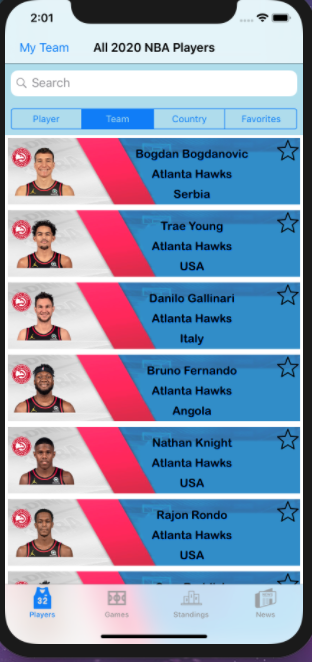 2:01
My Team
All 2020 NBA Players
Search
Player
Team
Country
Favorites
Bogdan Bogdanovic
Atlanta Hawks
Serbia
Trae Young
Atlanta Hawks
USA
Danilo Gallinari
Atlanta Hawks
Italy
Bruno Fernando
Atlanta Hawks
Angola
Nathan Knight
Atlanta Hawks
USA
Rajon Rondo
Atlanta Hawks
USA
32
Players
Games
Standings
News